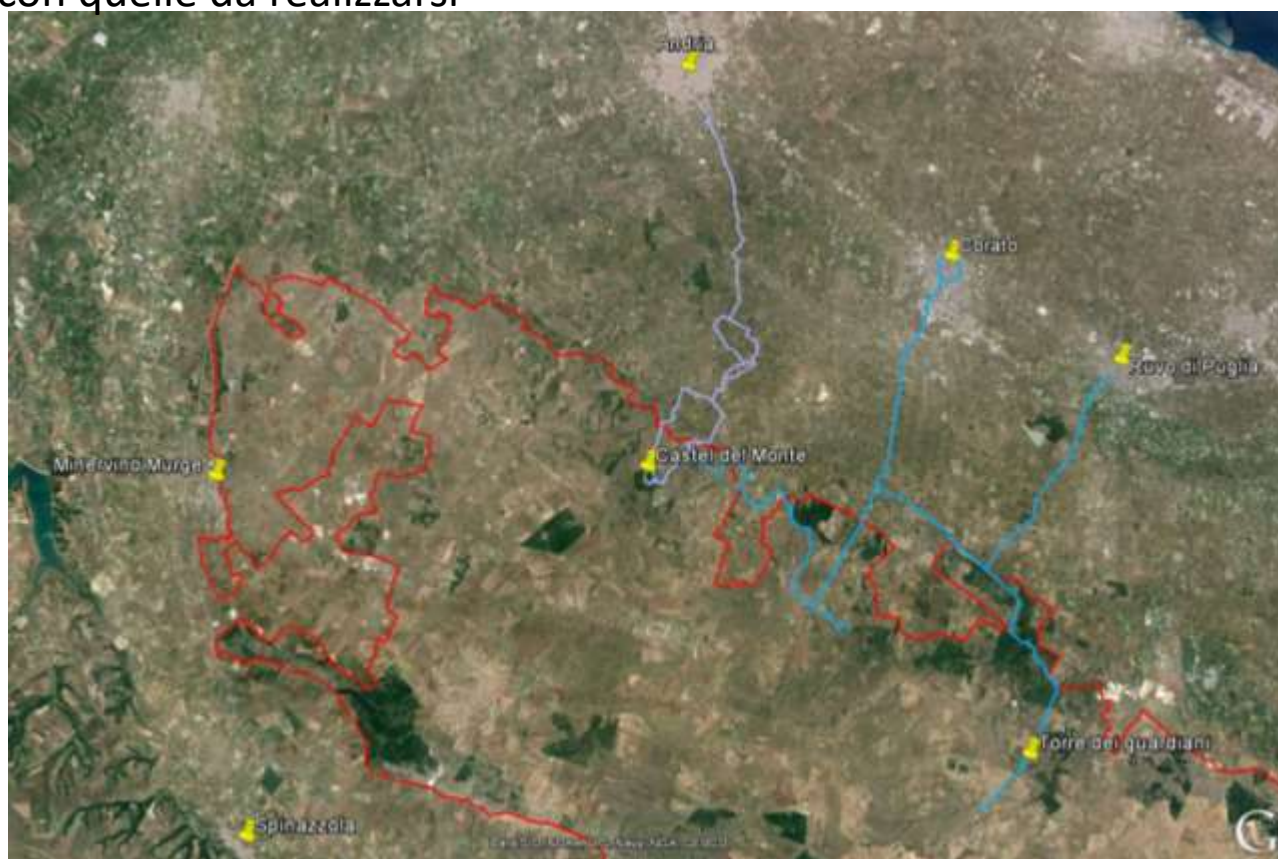 con quelle da realizzarsi
Andria
Corato
Ruvo di Puglia
Minervino Murge
Castel del Monte
Torre dei guardiani
Spinazzola
G